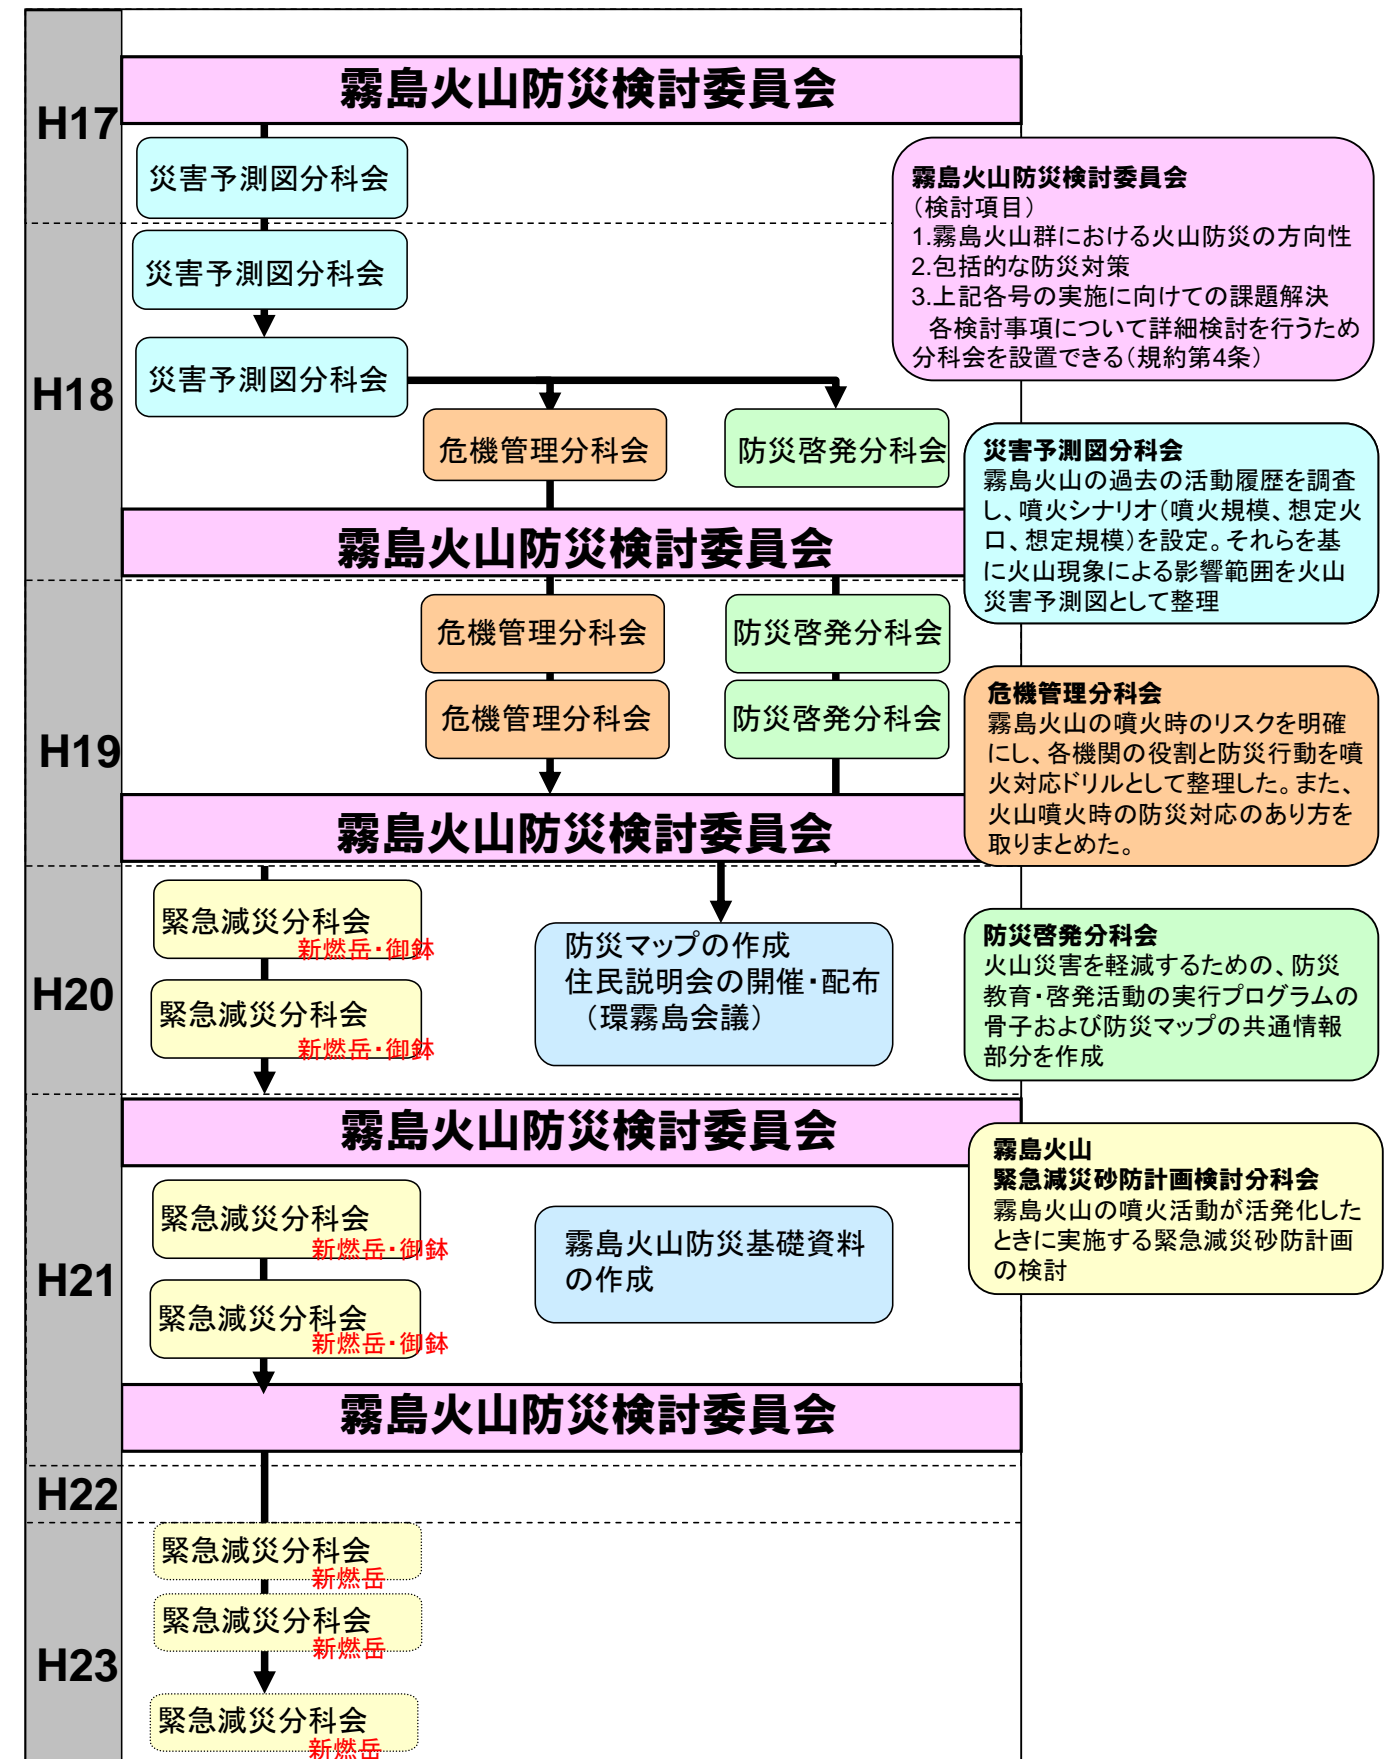 H17
霧島火山防災検討委員会
災害予測図分科会
H18
災害予測図分科会
災害予測図分科会
危機管理分科会
防災啓発分科会
霧島火山防災検討委員会
H19
危機管理分科会
防災啓発分科会
危機管理分科会
防災啓発分科会
霧島火山防災検討委員会
H20
緊急減災分科会
新燃岳・御鉢
緊急減災分科会
新燃岳・御鉢
防災マップの作成
住民説明会の開催・配布
（環霧島会議）
H21
霧島火山防災検討委員会
緊急減災分科会
新燃岳・御鉢
緊急減災分科会
新燃岳・御鉢
霧島火山防災基礎資料
の作成
霧島火山防災検討委員会
H22
H23
緊急減災分科会
新燃岳
緊急減災分科会
新燃岳
緊急減災分科会
新燃岳
霧島火山防災検討委員会
（検討項目）
1.霧島火山群における火山防災の方向性
2.包括的な防災対策
3.上記各号の実施に向けての課題解決
各検討事項について詳細検討を行うため
分科会を設置できる（規約第4条）
災害予測図分科会
霧島火山の過去の活動履歴を調査
し、噴火シナリオ（噴火規模、想定火
口、想定規模）を設定。それらを基
に火山現象による影響範囲を火山
災害予測図として整理
危機管理分科会
霧島火山の噴火時のリスクを明確
にし、各機関の役割と防災行動を噴
火対応ドリルとして整理した。また、
火山噴火時の防災対応のあり方を
取りまとめた。
防災啓発分科会
火山災害を軽減するための、防災
教育・啓発活動の実行プログラムの
骨子および防災マップの共通情報
部分を作成
霧島火山
緊急減災砂防計画検討分科会
霧島火山の噴火活動が活発化した
ときに実施する緊急減災砂防計画
の検討